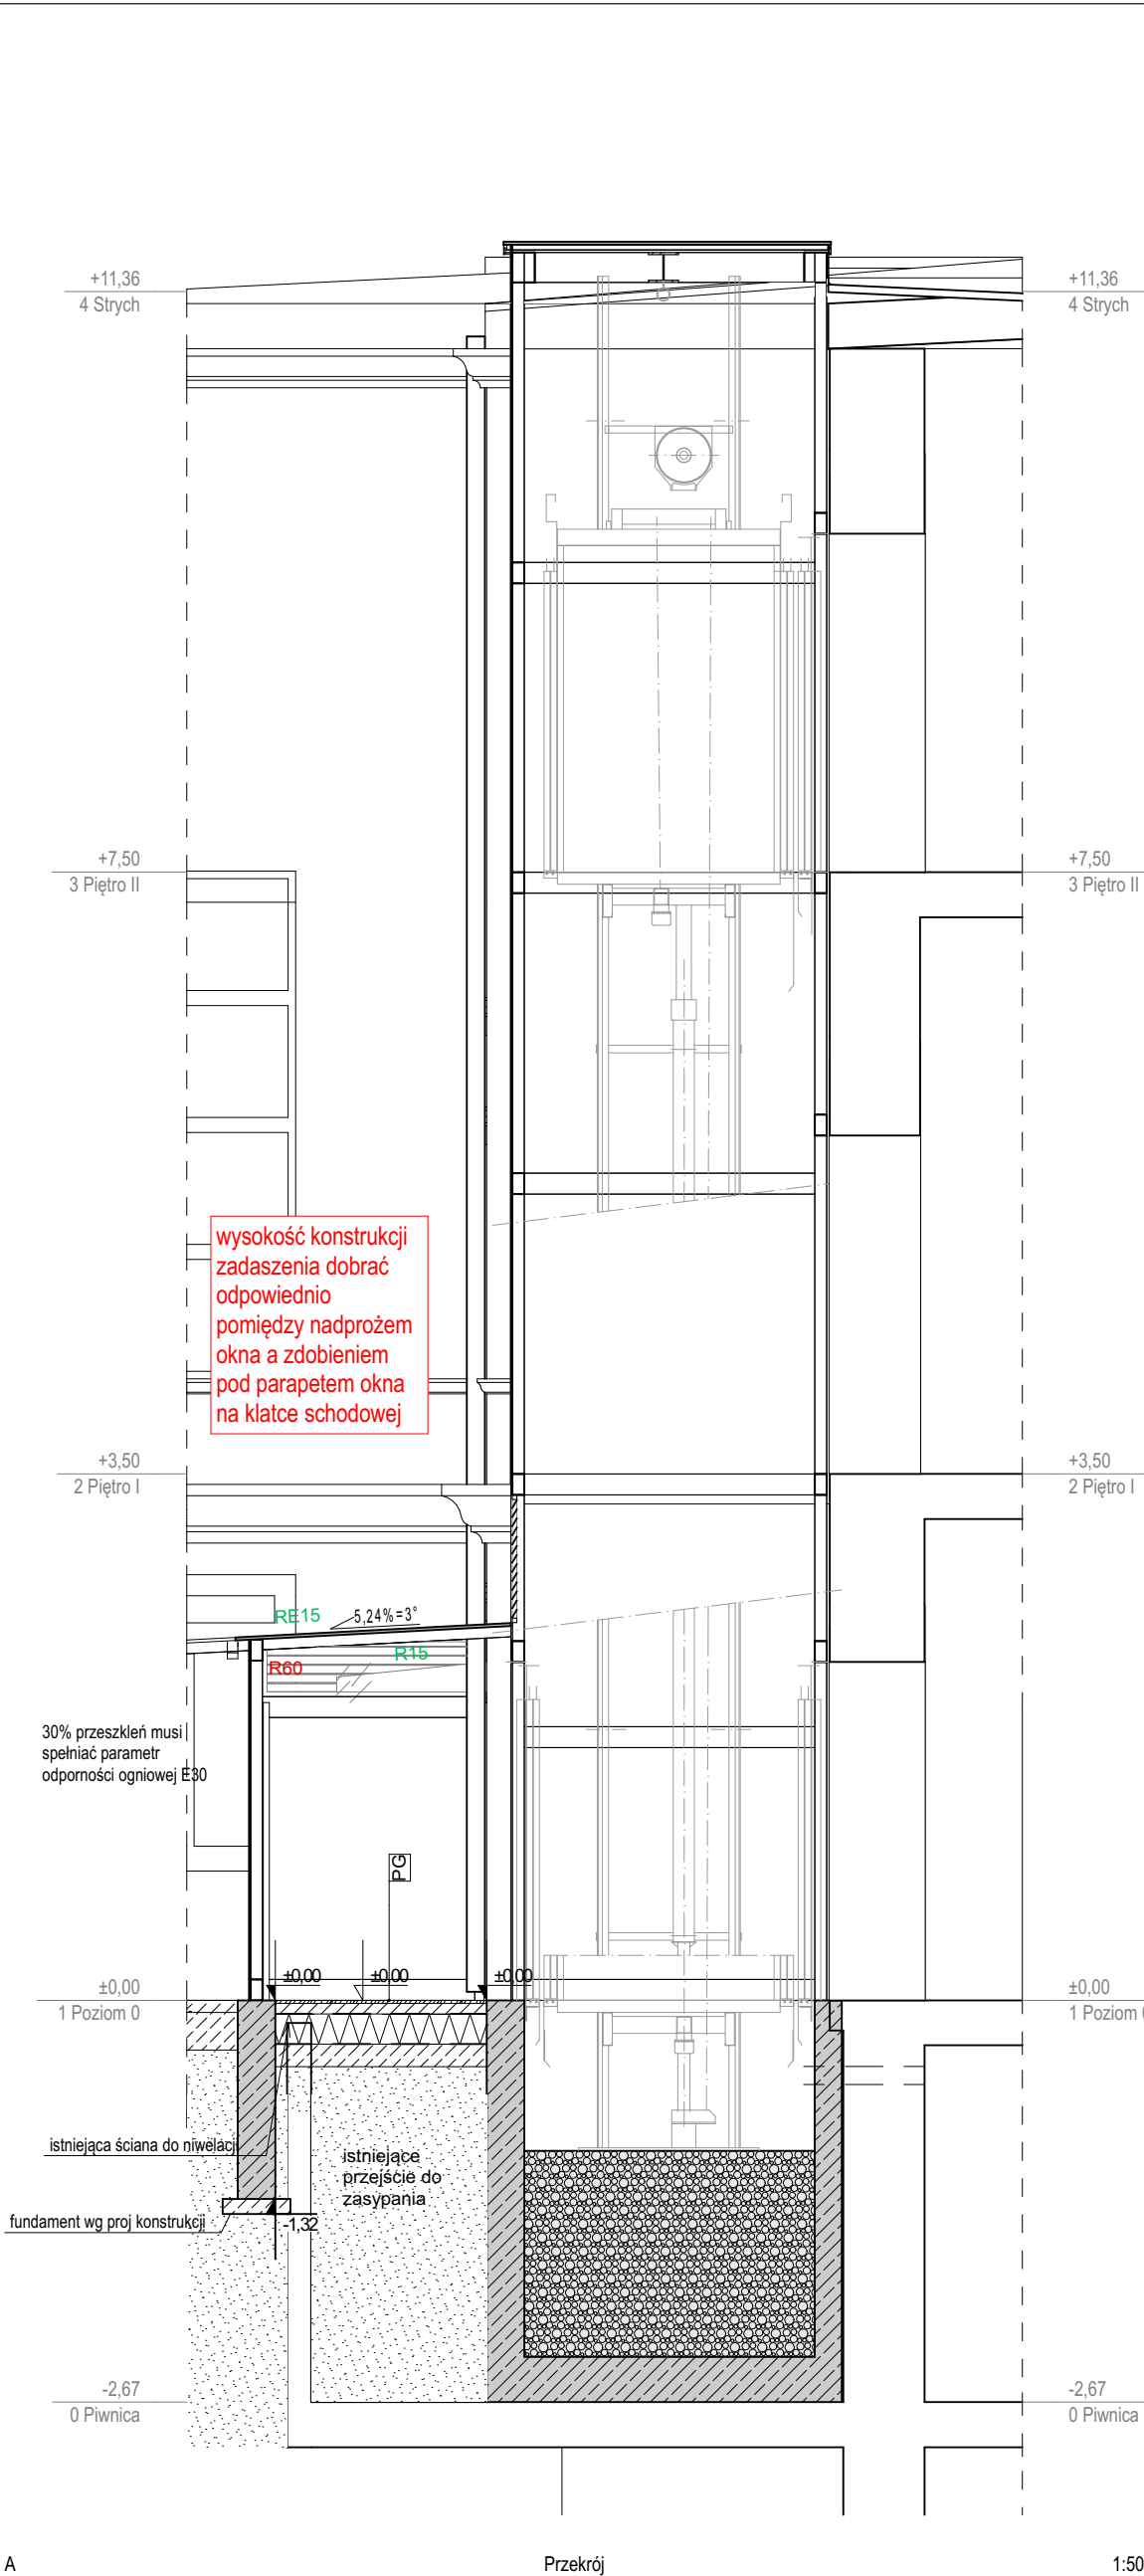 +11,36
4 Strych
+11,36
4 Strych
+7,50
3 Piętro II
+7,50
3 Piętro II
wysokość konstrukcji
zadaszenia dobrać
odpowiednio
pomiędzy nadprożem
okna a zdobieniem
pod parapetem okna
na klatce schodowej
+3,50
2 Piętro I
+3,50
2 Piętro I
RE15
5,24%=3°
R15
R60
30% przeszkleń musi
spełniać parametr
odporności ogniowej E30
PG
±0,00
±0,00
±0,00
±0,00
1 Poziom 0
±0,00
1 Poziom
istniejąca ściana do niwelacj
istniejące
przejście do
zasypania
fundament wg proj konstrukcji
-1,32
-2,67
0 Piwnica
-2,67
0 Piwnica
A
Przekrój
1:50